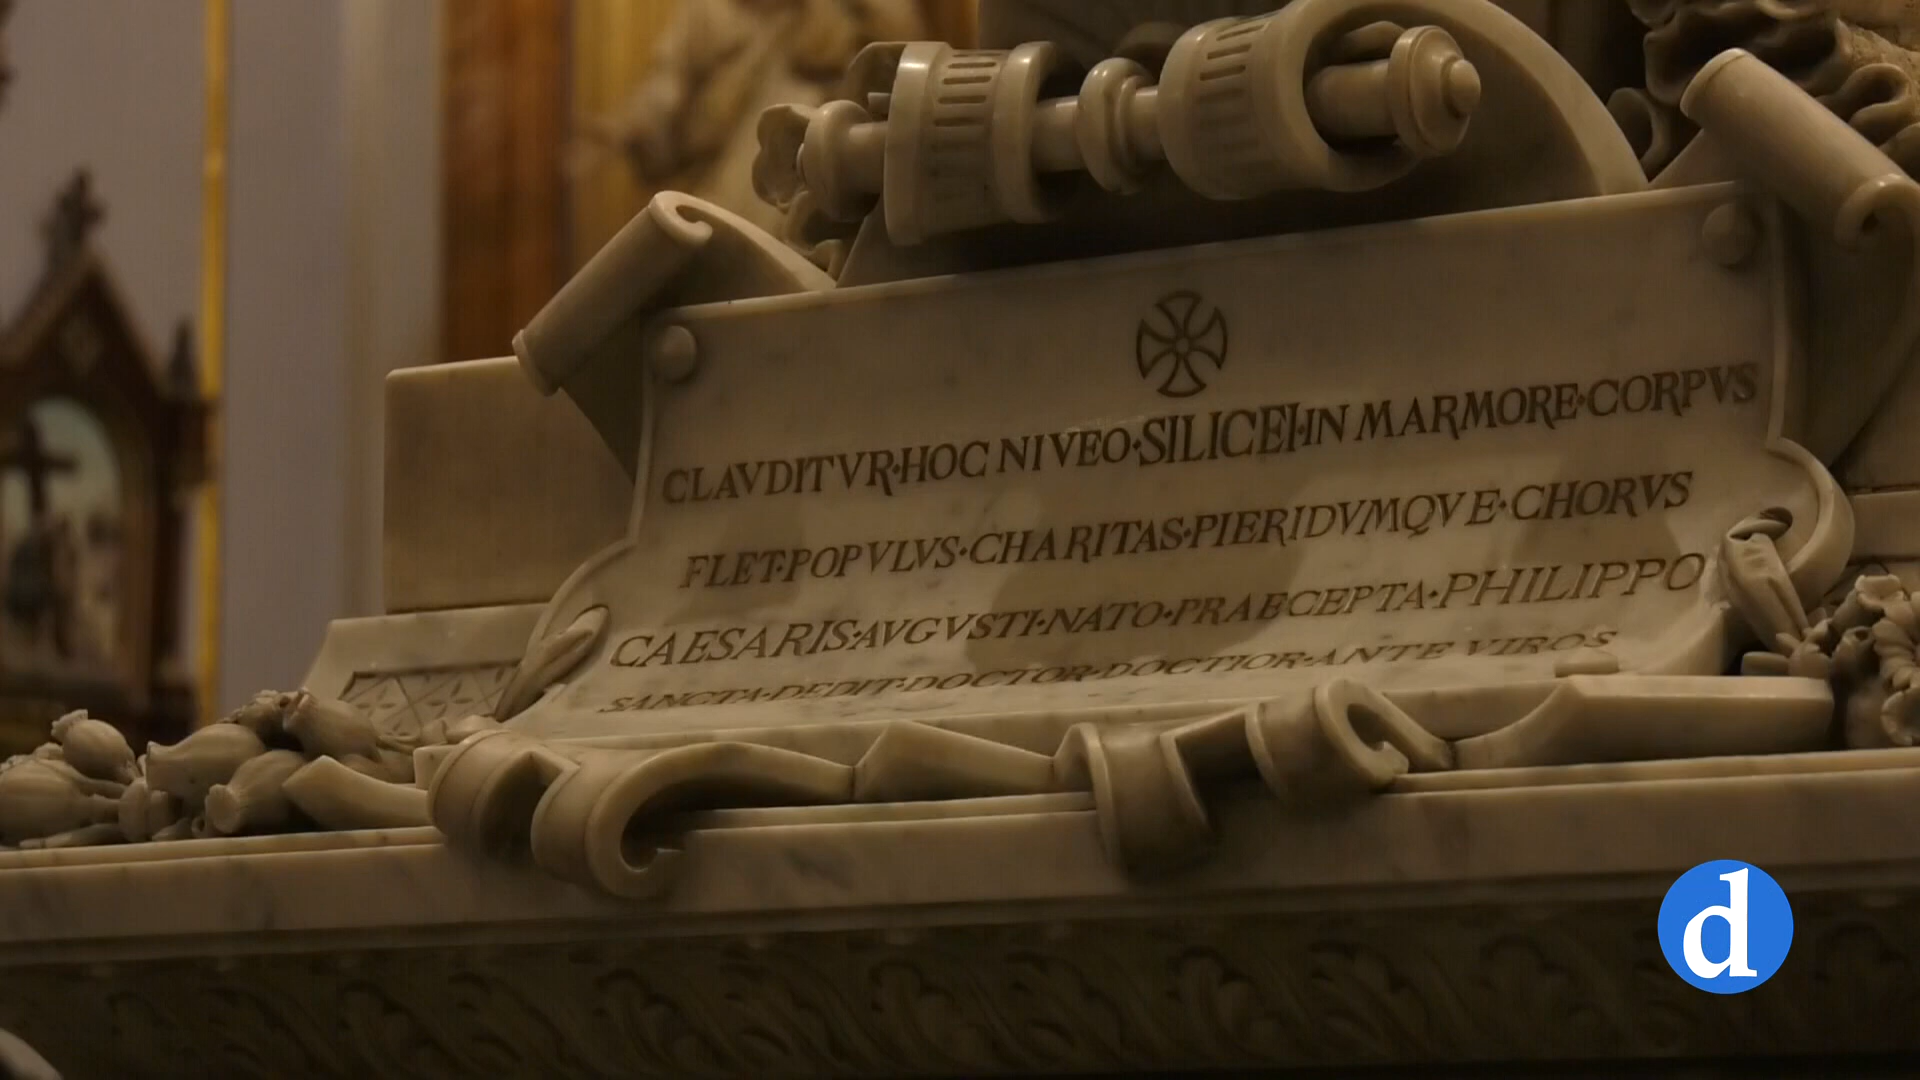 CLAVDITVR·HOC NIVEO·SILICEI·IN MARMORE·CORPVS
FLET·POPVLVS·CHARITAS·PIERIDVMQVE·CHORVS
CAESARIS·AVGVSTI·NATO·PRAECEPTA·PHILIPPO
SANCTA·DEDIT·DOCTOR·DOCTIOR·ANTE VIROS
d